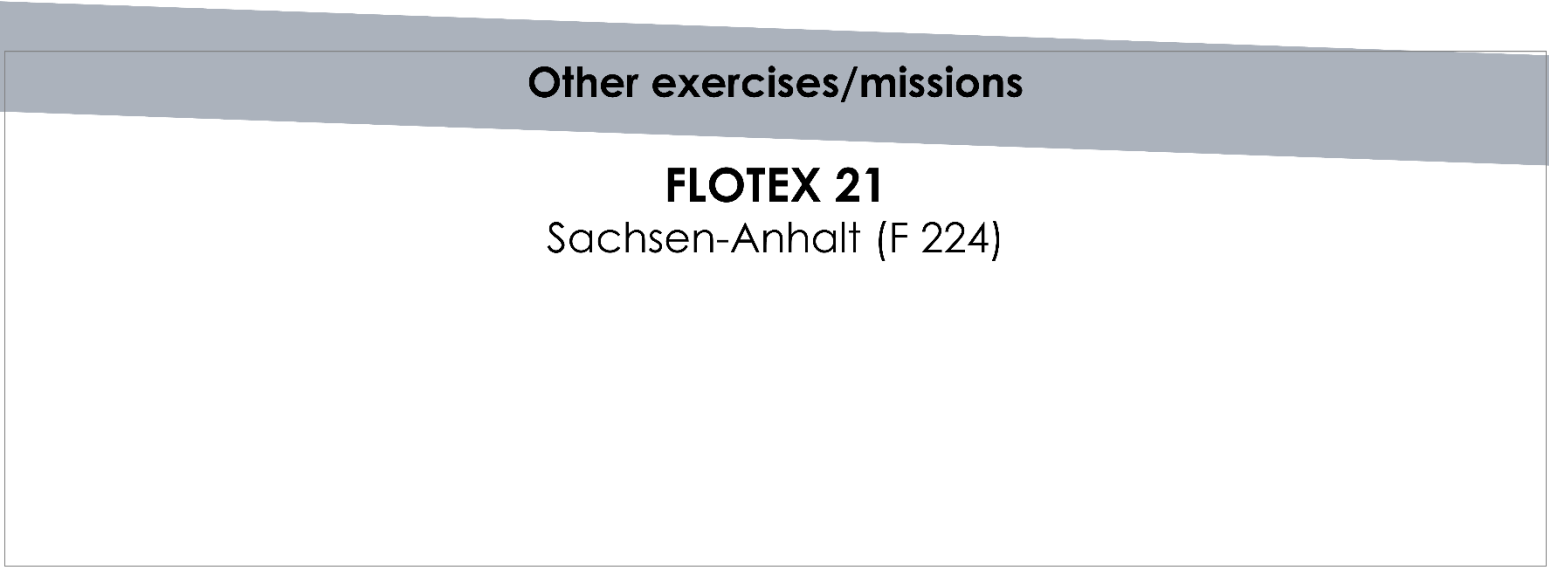 Other exercises/missions
FLOTEX 21
Sachsen-Anhalt (F 224)